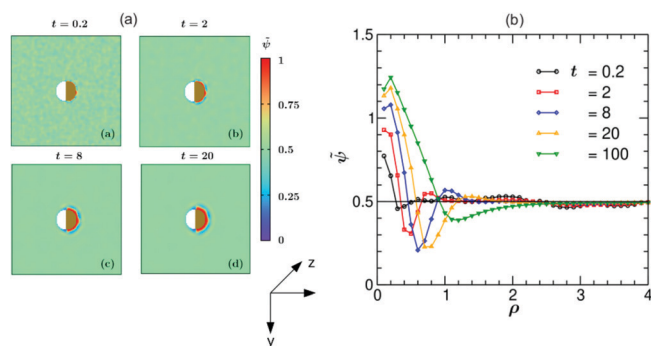 (a)
t = 0.2
t = 2
(a)
(b)
t = 8
t = 20
(c)
(d)
ψ̃
1
0.75
0.5
0.25
0
z
y
(b)
ψ̃
1.5
1
0.5
0
0
1
2
3
4
ρ
t = 0.2
= 2
= 8
= 20
= 100